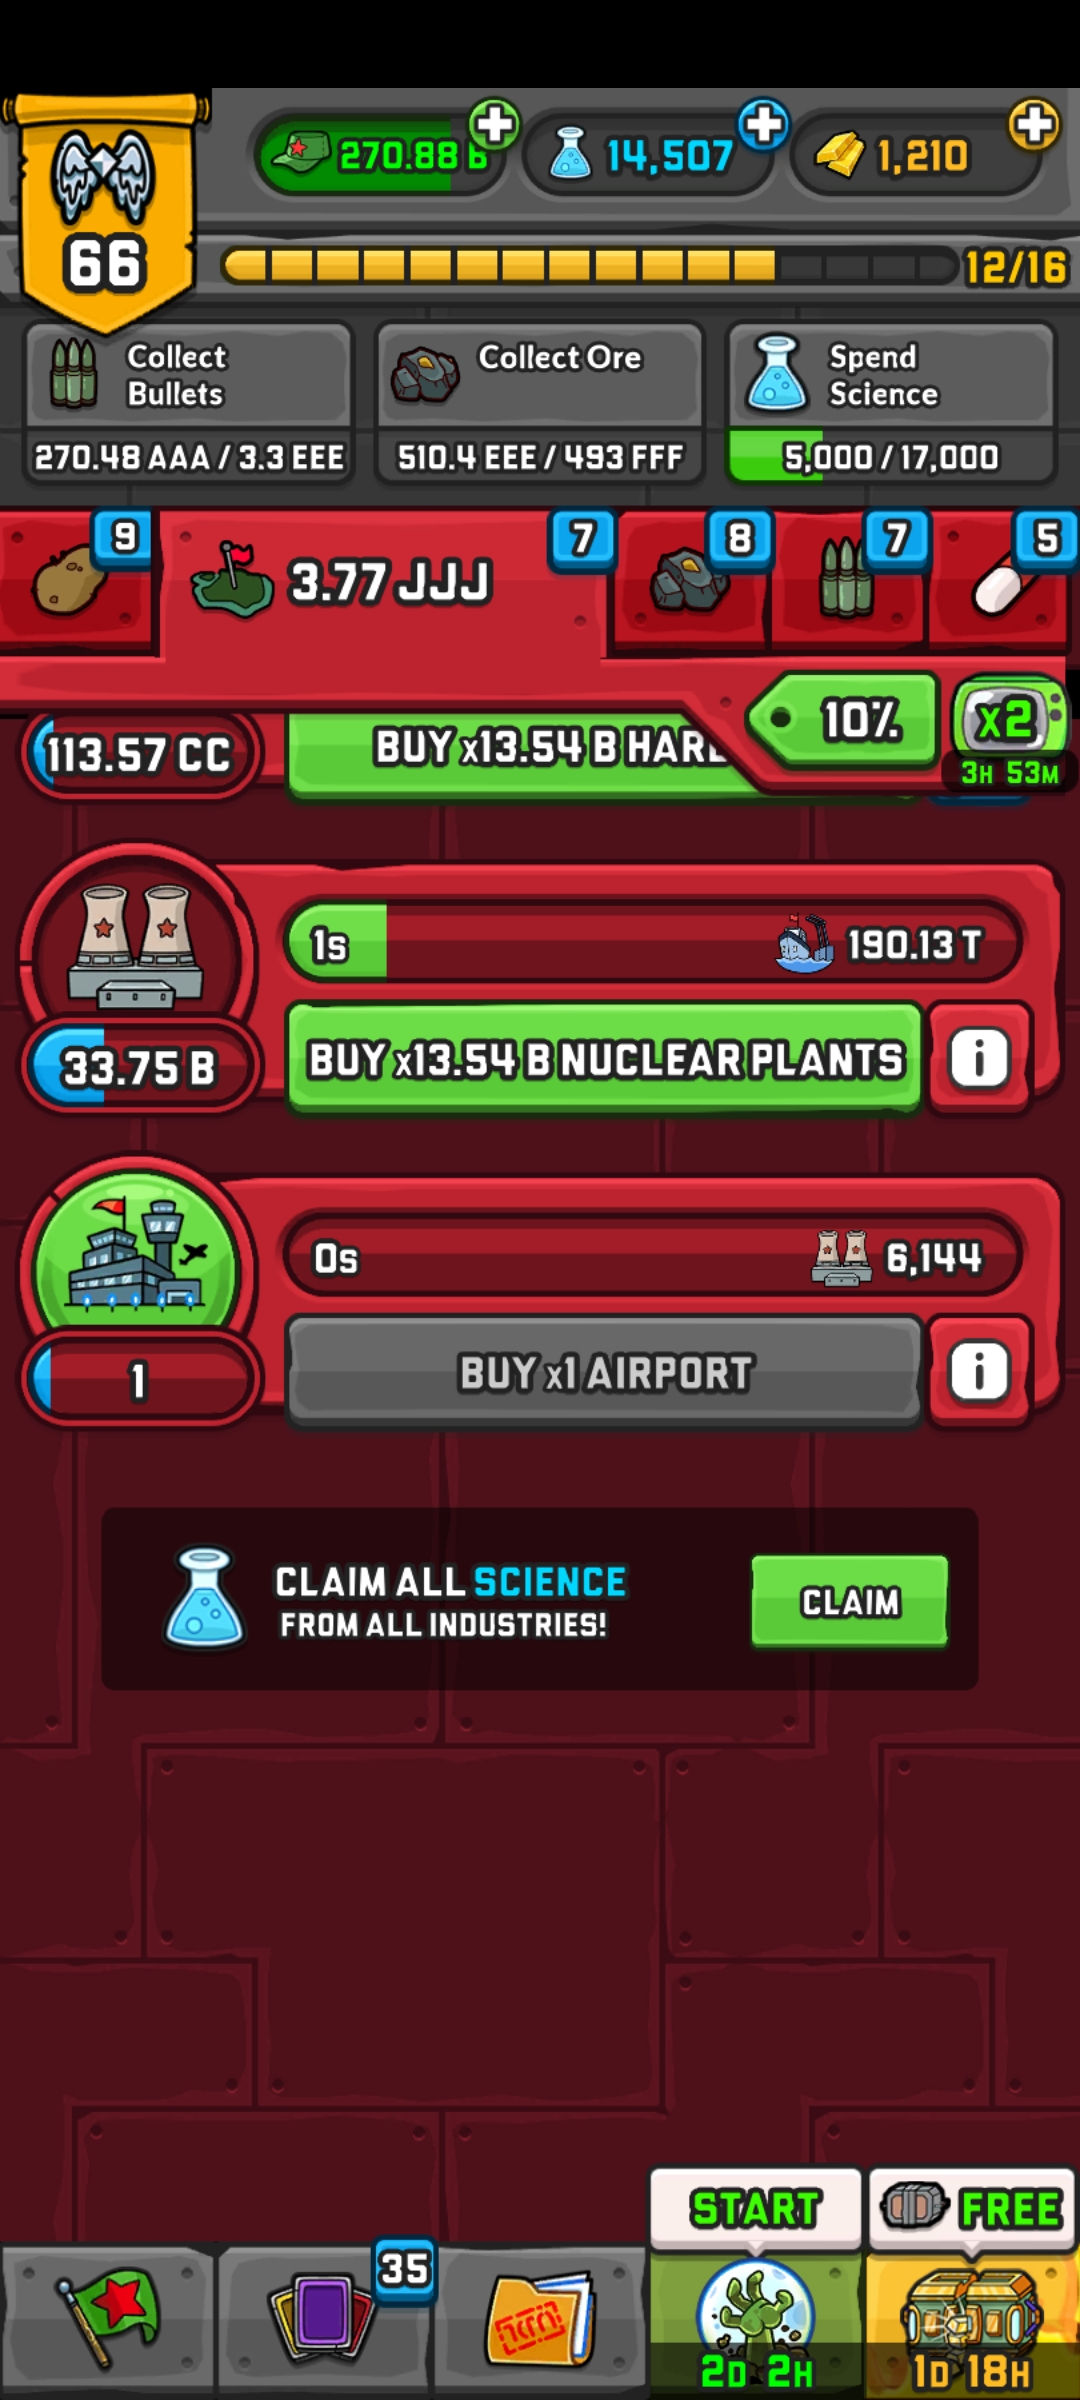 66
270.88 B
14,507
1,210
12/16
Collect
Bullets
270.48 AAA / 3.3 EEE
Collect Ore
510.4 EEE / 493 FFF
Spend
Science
5,000 / 17,000
9
3.77 JJJ
7
8
7
5
10%
x2
3H 53M
113.57 CC
BUY x13.54 B HAR
1s
190.13 T
33.75 B
BUY x13.54 B NUCLEAR PLANTS
i
0s
6,144
1
BUY x1 AIRPORT
i
CLAIM ALL SCIENCE
FROM ALL INDUSTRIES!
CLAIM
START
FREE
35
2D 2H
1D 18H